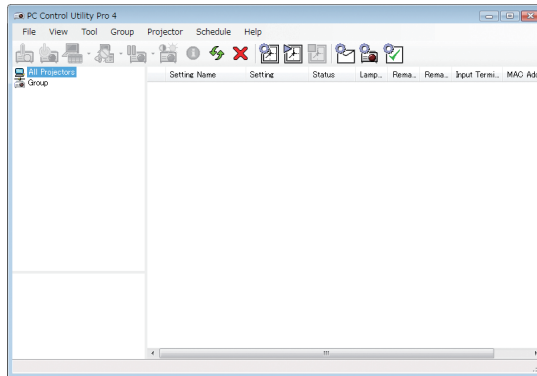 PC Control Utility Pro 4
File View Tool Group Projector Schedule Help
All Projectors
Group
Setting Name Setting Status Lamp... Rema... Rema... Input Termi... MAC Add